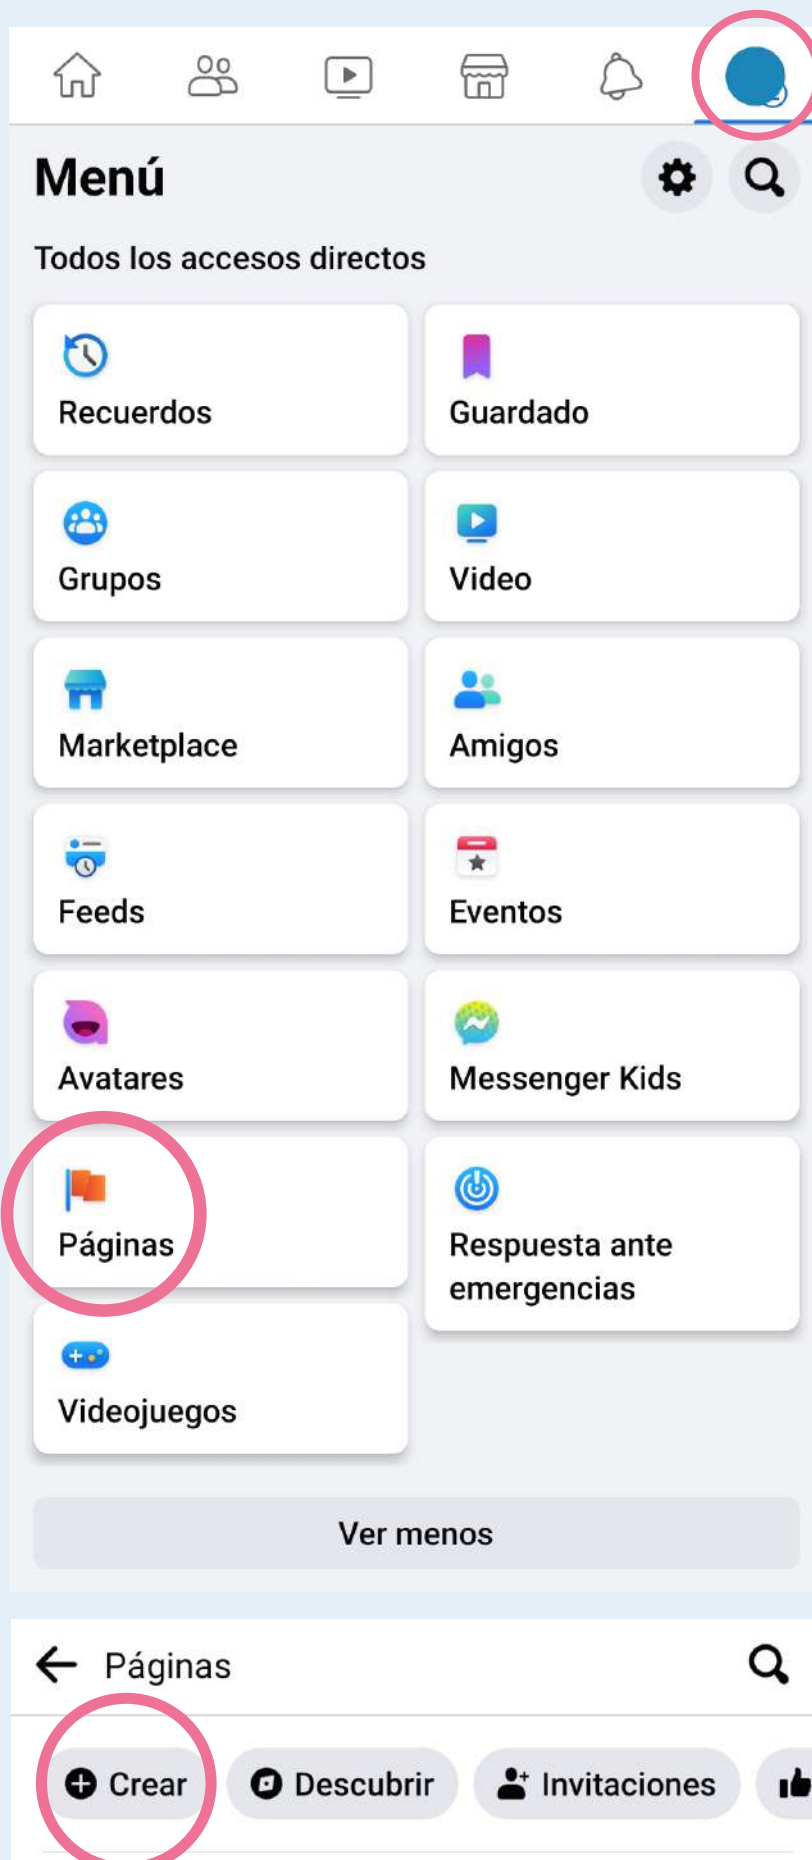 Menú
Todos los accesos directos
Recuerdos
Guardado
Grupos
Video
Marketplace
Amigos
Feeds
Eventos
Avatares
Messenger Kids
Páginas
Respuesta ante
emergencias
Videojuegos
Ver menos
Páginas
Crear
Descubrir
Invitaciones